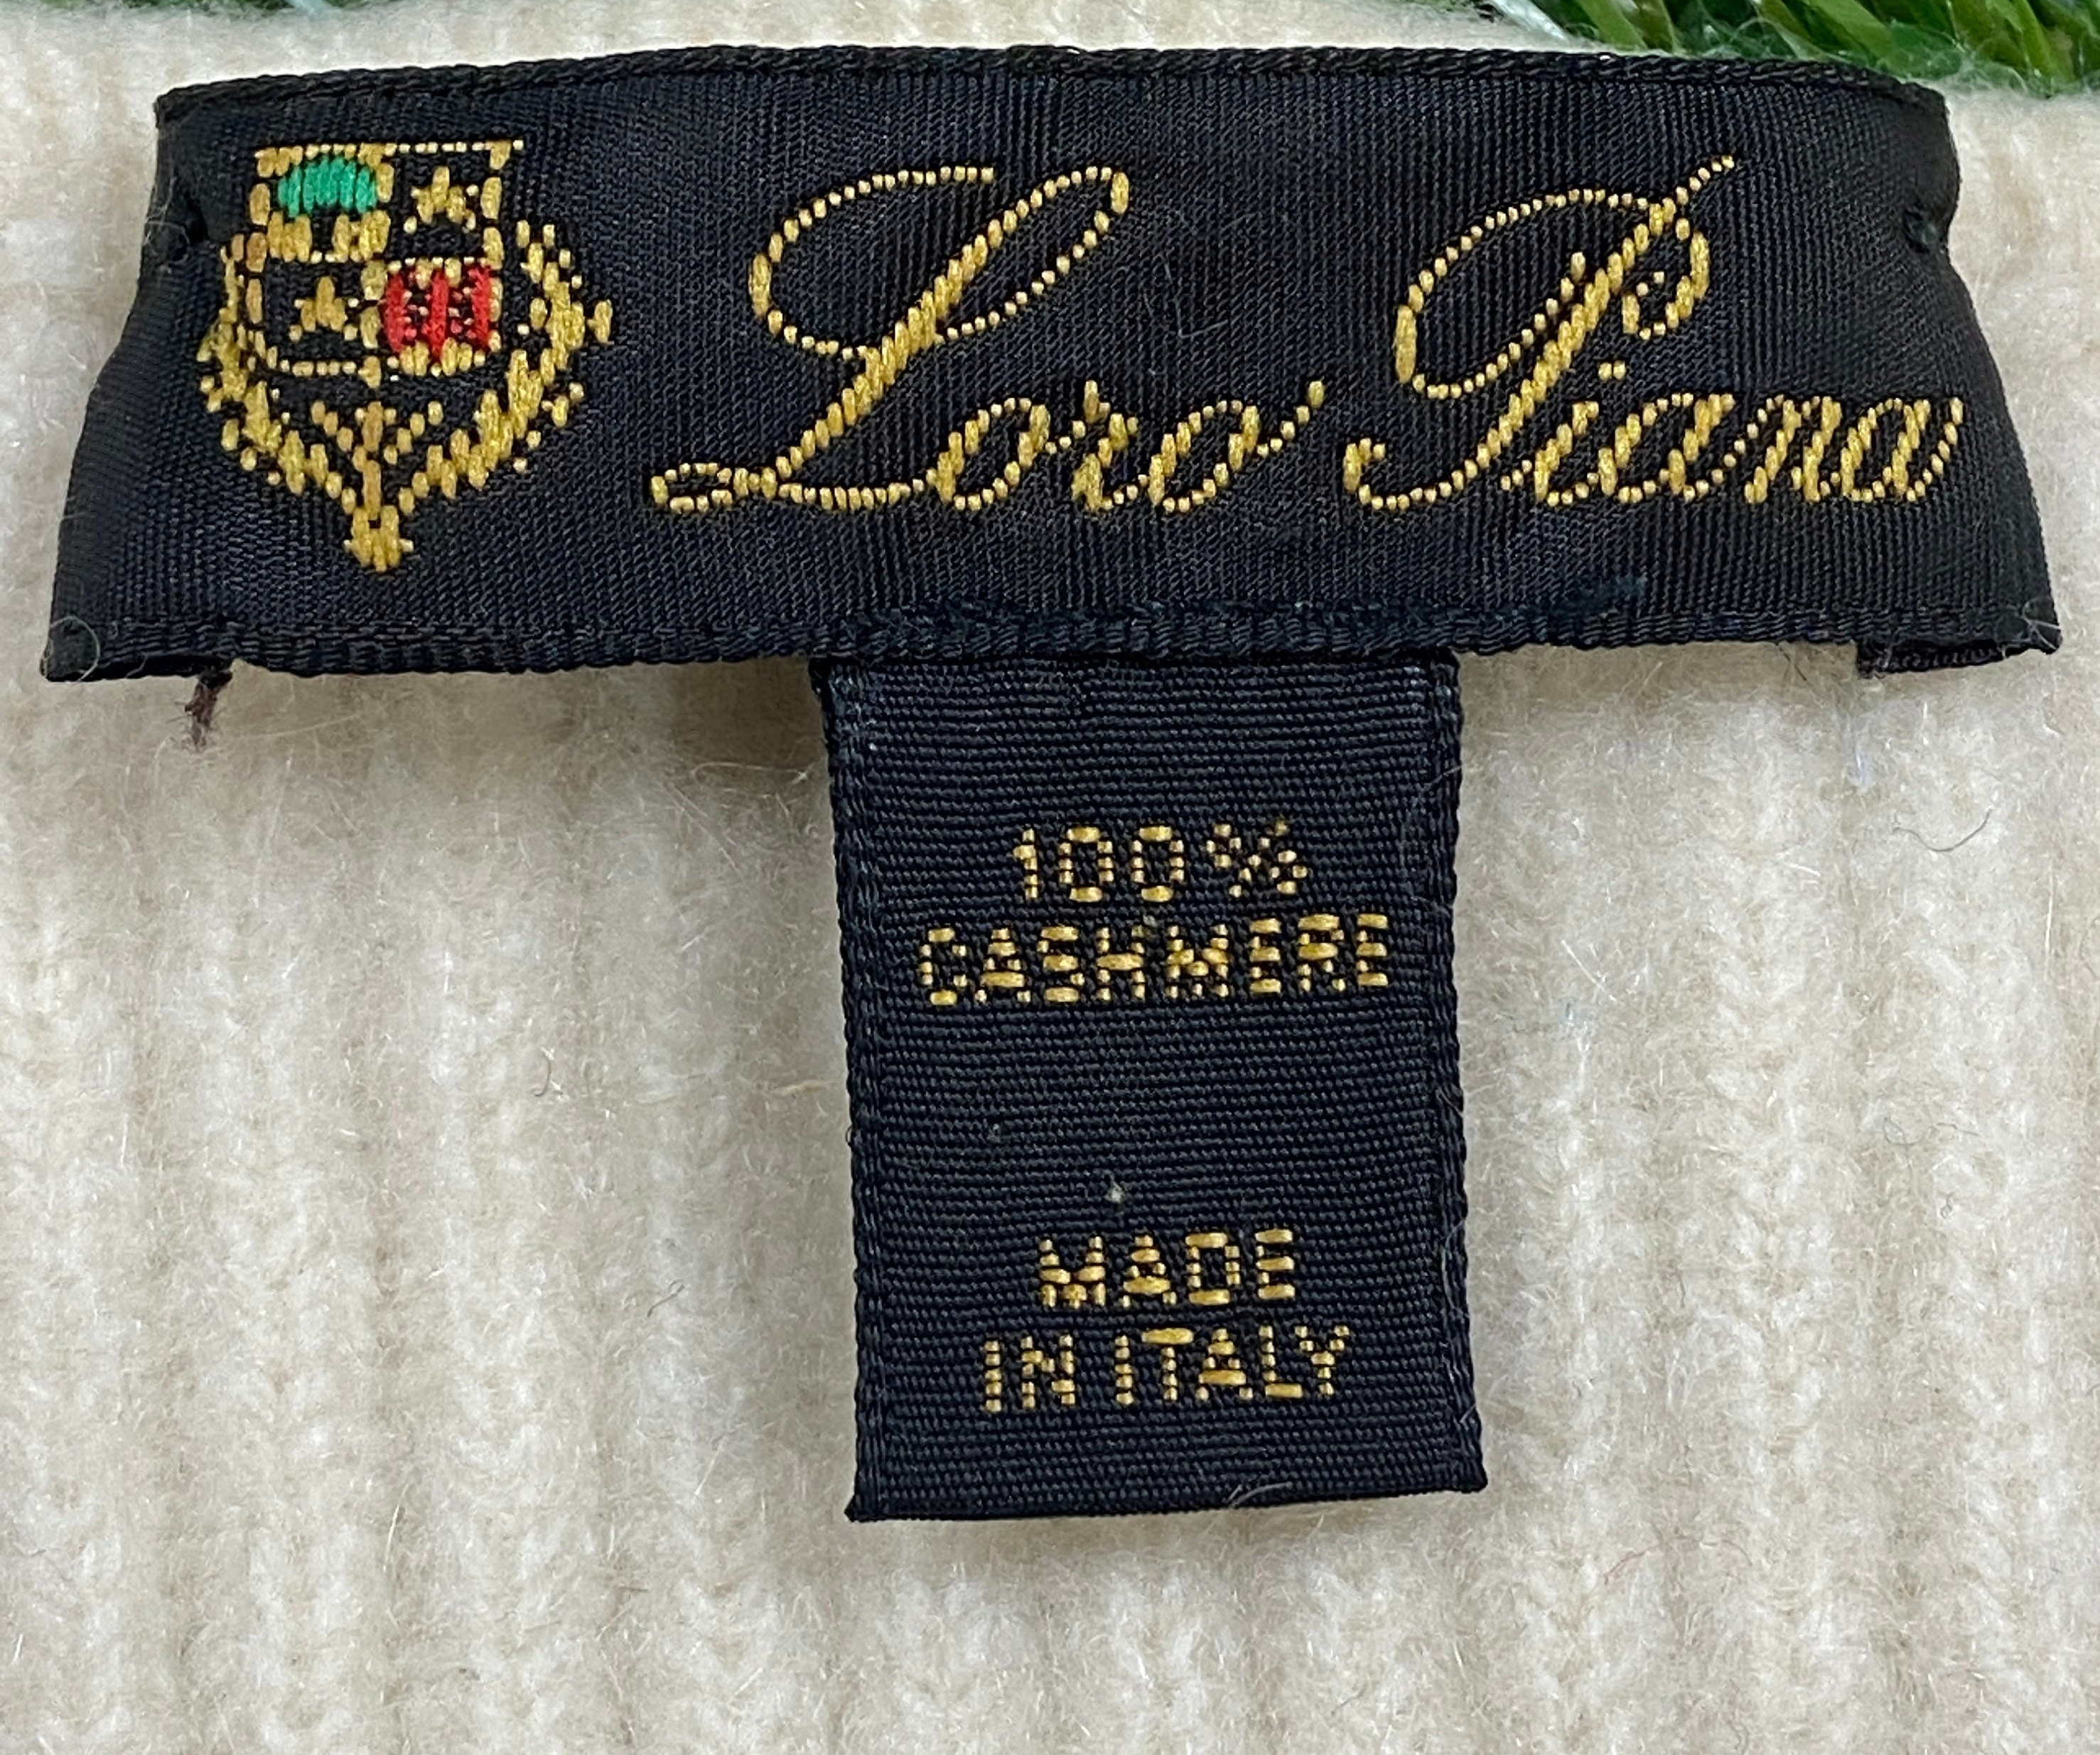 Loro Piana
100%
CASHMERE
MADE
IN ITALY